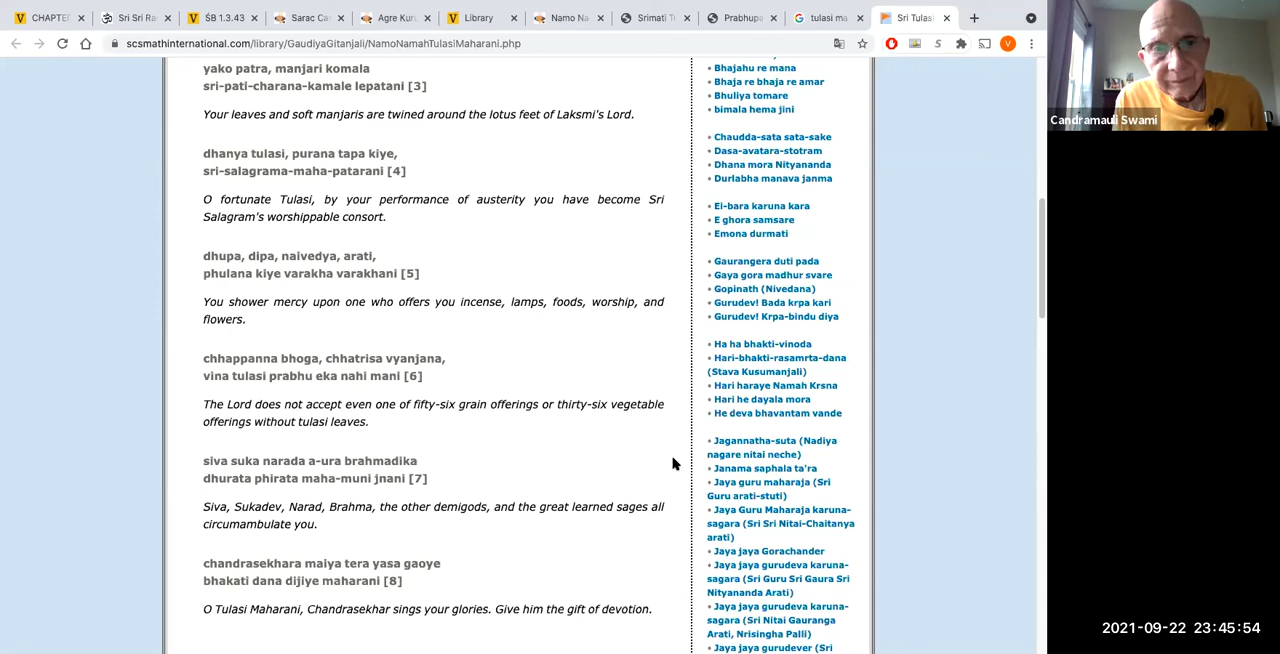 CHAPTE
Sri Sri Ra
ŚB 1.3.43
Sarac Ca
Agre Kur
Library
Namo Na
Srimati T
Prabhupa
tulasi ma
Sri Tulasi
scsmathinternational.com/library/GaudiyaGitanjali/NamoNamahTulasiMaharani.php
yako patra, manjari komala
sri-pati-charana-kamale lepatani [3]
Your leaves and soft manjaris are twined around the lotus feet of Laksmi's Lord.
dhanya tulasi, purana tapa kiye,
sri-salagrama-maha-patarani [4]
O fortunate Tulasi, by your performance of austerity you have become Sri
Salagram's worshippable consort.
dhupa, dipa, naivedya, arati,
phulana kiye varakha varakhani [5]
You shower mercy upon one who offers you incense, lamps, foods, worship, and
flowers.
chhappanna bhoga, chhatrisa vyanjana,
vina tulasi prabhu eka nahi mani [6]
The Lord does not accept even one of fifty-six grain offerings or thirty-six vegetable
offerings without tulasi leaves.
siva suka narada a-ura brahmadika
dhurata phirata maha-muni jnani [7]
Siva, Sukadev, Narad, Brahma, the other demigods, and the great learned sages all
circumambulate you.
chandrasekhara maiya tera yasa gaoye
bhakati dana dijiye maharani [8]
O Tulasi Maharani, Chandrasekhar sings your glories. Give him the gift of devotion.
• Bhajahu re mana
• Bhaja re bhaja re amar
• Bhuliya tomare
• bimala hema jini
• Chaudda-sata sata-sake
• Dasa-avatara-stotram
• Dhana mora Nityananda
• Durlabha manava janma
• Ei-bara karuna kara
• E ghora samsare
• Emona durmati
• Gaurangera duti pada
• Gaya gora madhur svare
• Gopinath (Nivedana)
• Gurudev! Bada krpa kari
• Gurudev! Krpa-bindu diya
• Ha ha bhakti-vinoda
• Hari-bhakti-rasamrta-dana
(Stava Kusumanjali)
• Hari haraye Namah Krsna
• Hari he dayala mora
• He deva bhavantam vande
• Jagannatha-suta (Nadiya
nagare nitai neche)
• Janama saphala ta'ra
• Jaya guru maharaja (Sri
Guru arati-stuti)
• Jaya Guru Maharaja karuna-
sagara (Sri Sri Nitai-Chaitanya
arati)
• Jaya jaya Gorachander
• Jaya jaya gurudeva karuna-
sagara (Sri Guru Sri Gaura Sri
Nityananda Arati)
• Jaya jaya gurudeva karuna-
sagara (Sri Nitai Gauranga
Arati, Nrisingha Palli)
• Jaya jaya gurudever (Sri
Candramauli Swami
2021-09-22 23:45:54